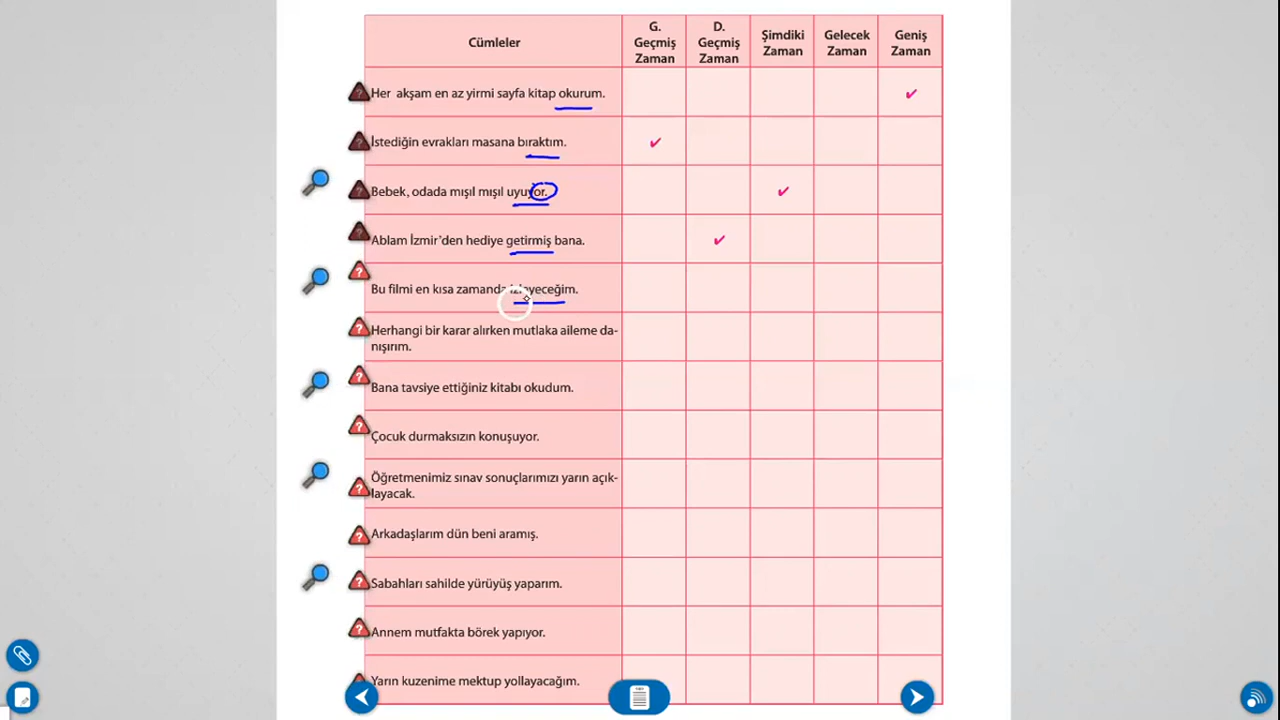 Cümleler
G.
Geçmiş
Zaman
D.
Geçmiş
Zaman
Şimdiki
Zaman
Gelecek
Zaman
Geniş
Zaman
Her akşam en az yirmi sayfa kitap okurum.
İstediğin evrakları masana bıraktım.
Bebek, odada mışıl mışıl uyuyor.
Ablam İzmir'den hediye getirmiş bana.
Bu filmi en kısa zamanda izleyeceğim.
Herhangi bir karar alırken mutlaka aileme da-
nışırım.
Bana tavsiye ettiğiniz kitabı okudum.
Çocuk durmaksızın konuşuyor.
Öğretmenimiz sınav sonuçlarımızı yarın açık-
layacak.
Arkadaşlarım dün beni aramış.
Sabahları sahilde yürüyüş yaparım.
Annem mutfakta börek yapıyor.
Yarın kuzenime mektup yollayacağım.